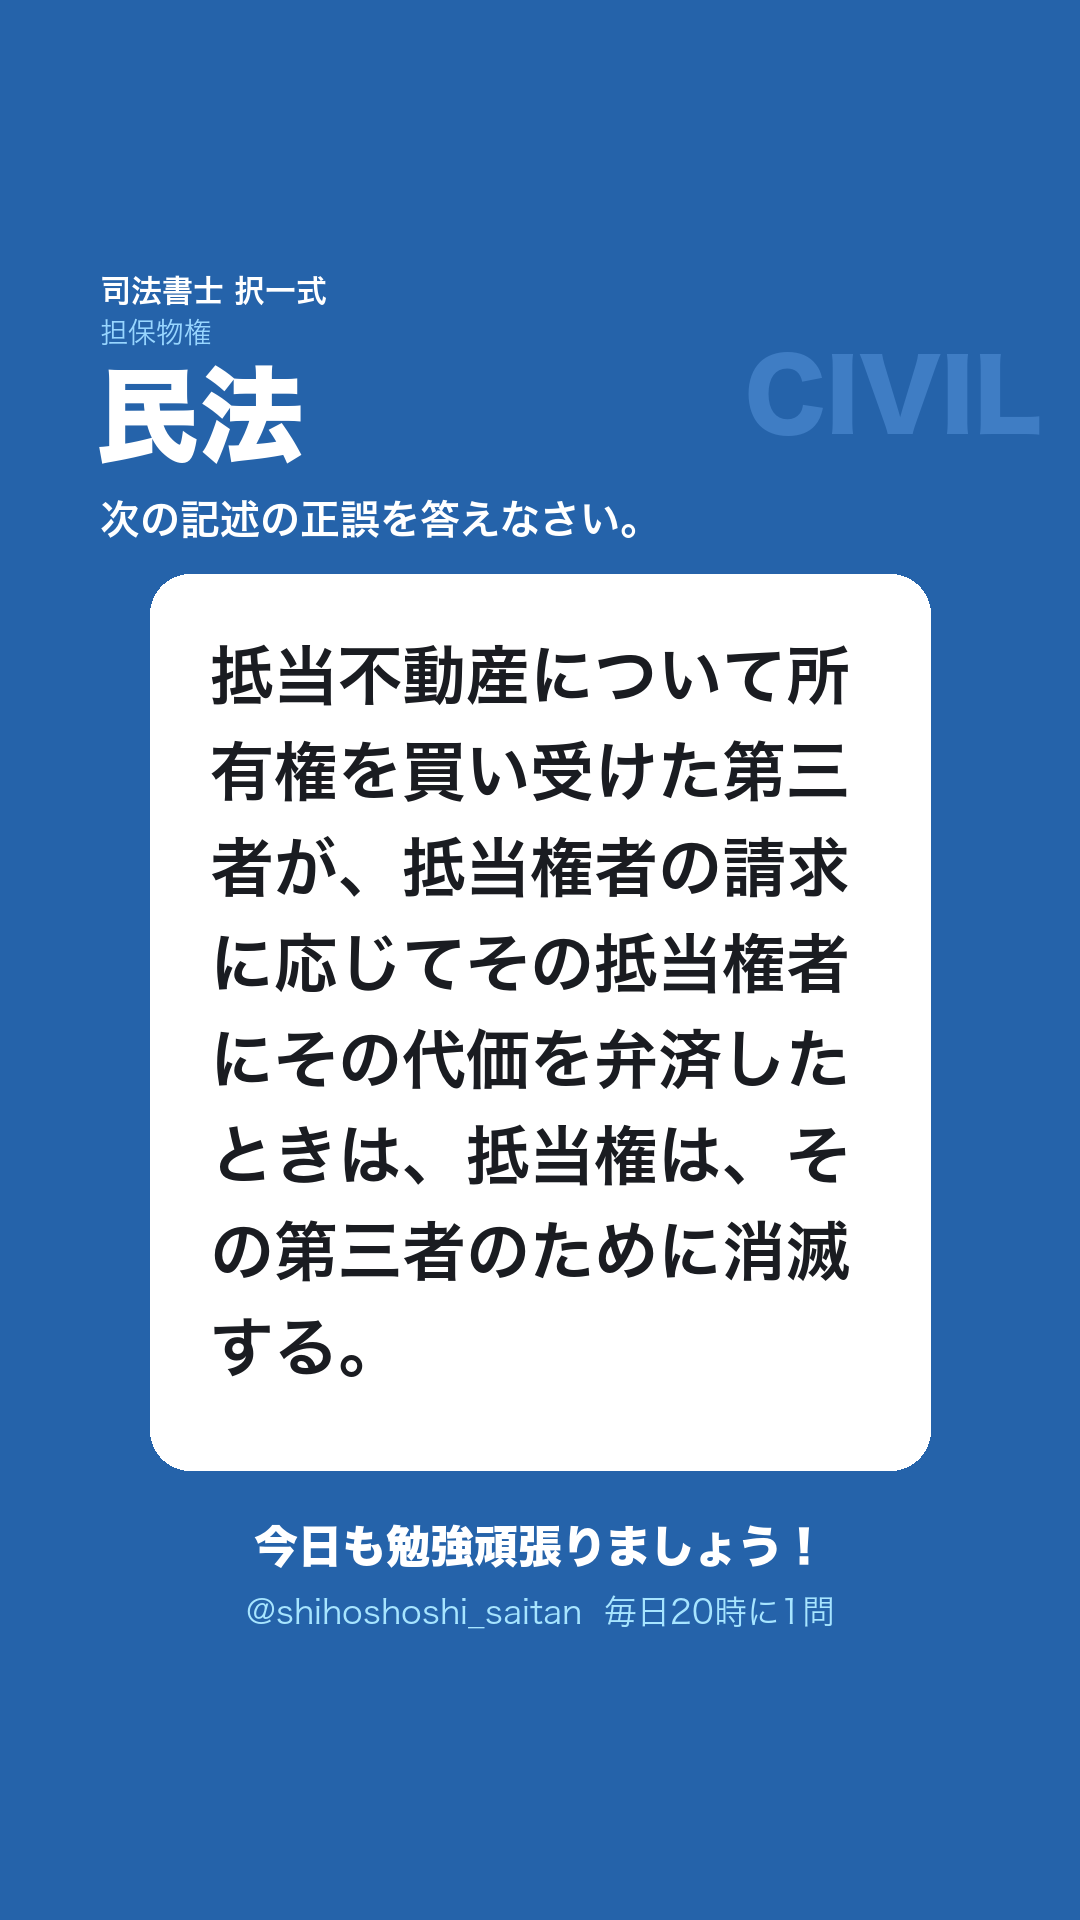 司法書士 択一式
担保物権
民法
CIVIL
次の記述の正誤を答えなさい。
抵当不動産について所
有権を買い受けた第三
者が、抵当権者の請求
に応じてその抵当権者
にその代価を弁済した
ときは、抵当権は、そ
の第三者のために消滅
する。
今日も勉強頑張りましょう！
@shihoshoshi_saitan 毎日20時に1問